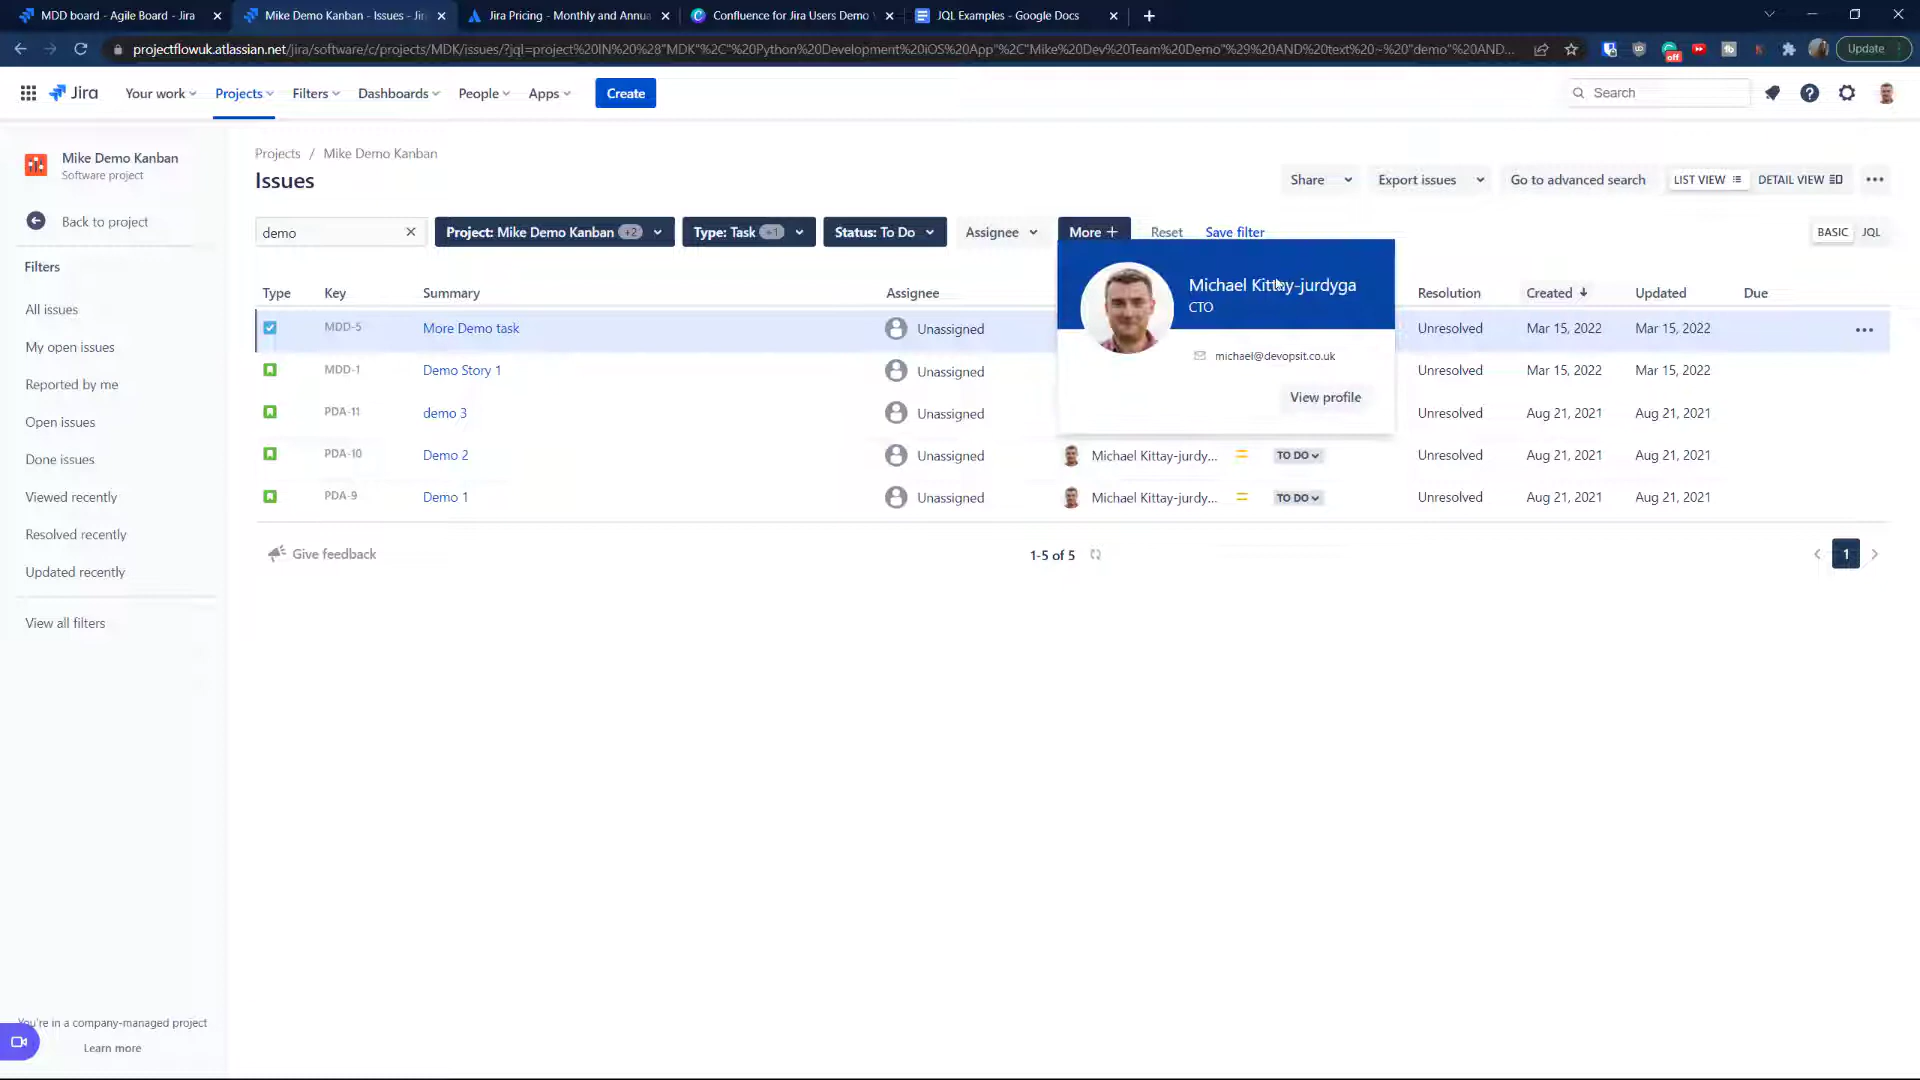 MDD board - Agile Board - Jira
Mike Demo Kanban - Issues - Jir
Jira Pricing - Monthly and Annua
Confluence for Jira Users Demo
JQL Examples - Google Docs
projectflowuk.atlassian.net/jira/software/c/projects/MDK/issues/?jql=project%20IN%20%28"MDK"%2C"%20Python%20Development%20iOS%20App"%2C"Mike%20Dev%20Team%20Demo"%29%20AND%20text%20~%20"demo"%20AND...
off
Update
Jira
Your work
Projects
Filters
Dashboards
People
Apps
Create
Search
Mike Demo Kanban
Software project
Back to project
Filters
All issues
My open issues
Reported by me
Open issues
Done issues
Viewed recently
Resolved recently
Updated recently
View all filters
You're in a company-managed project
Learn more
Projects / Mike Demo Kanban
Issues
Share
Export issues
Go to advanced search
LIST VIEW
DETAIL VIEW
demo
Project: Mike Demo Kanban +2
Type: Task +1
Status: To Do
Assignee
More +
Reset
Save filter
BASIC
JQL
Type Key Summary Assignee Resolution Created Updated Due
MDD-5 More Demo task Unassigned Unresolved Mar 15, 2022 Mar 15, 2022
MDD-1 Demo Story 1 Unassigned Unresolved Mar 15, 2022 Mar 15, 2022
PDA-11 demo 3 Unassigned Unresolved Aug 21, 2021 Aug 21, 2021
PDA-10 Demo 2 Unassigned Michael Kittay-jurdy... TO DO Unresolved Aug 21, 2021 Aug 21, 2021
PDA-9 Demo 1 Unassigned Michael Kittay-jurdy... TO DO Unresolved Aug 21, 2021 Aug 21, 2021
Michael Kittay-jurdyga
CTO
michael@devopsit.co.uk
View profile
Give feedback
1-5 of 5
1